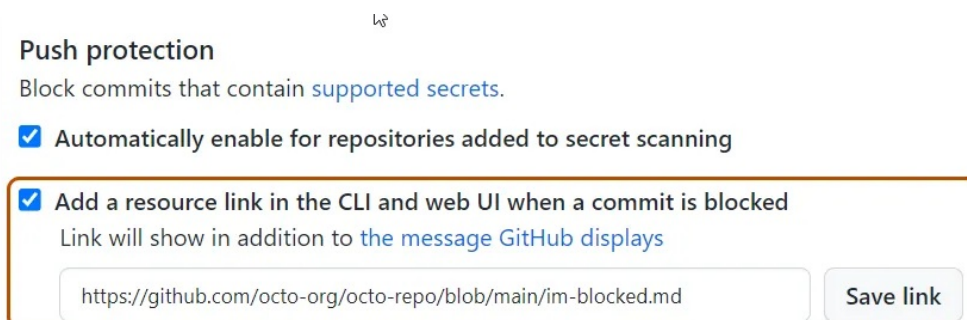 Push protection
Block commits that contain supported secrets.
Automatically enable for repositories added to secret scanning
Add a resource link in the CLI and web UI when a commit is blocked
Link will show in addition to the message GitHub displays
https://github.com/octo-org/octo-repo/blob/main/im-blocked.md
Save link